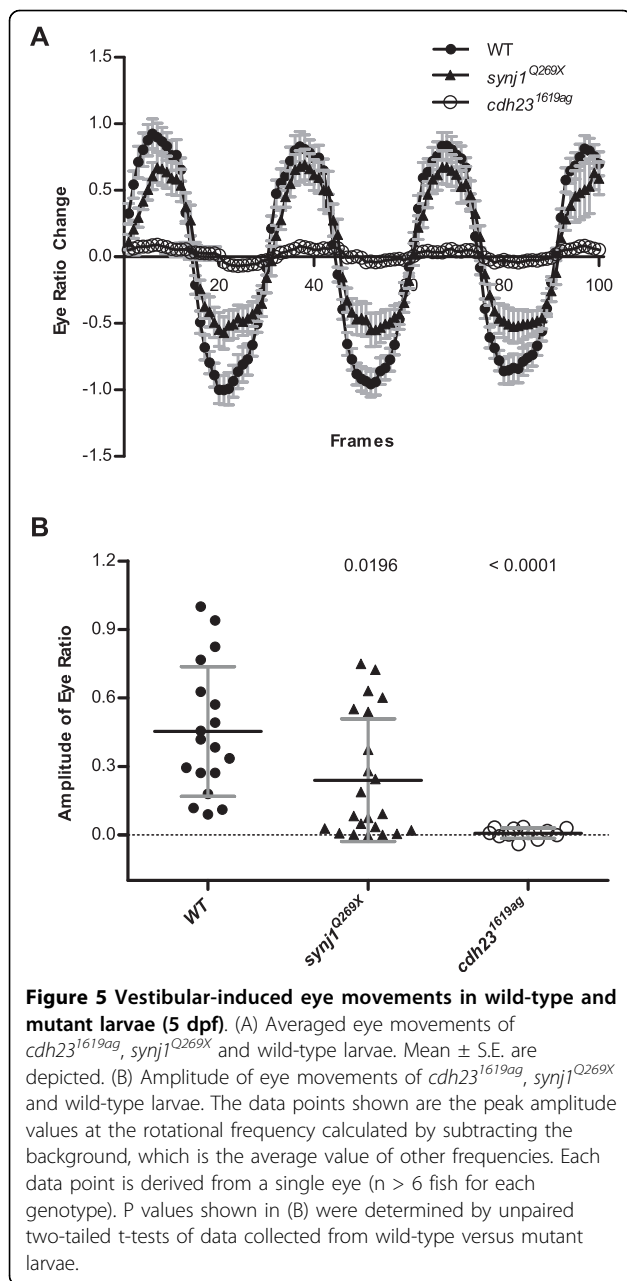 A
1.5
1.0
0.5
0.0
-0.5
-1.0
-1.5
Eye Ratio Change
WT
synj1Q269X
cdh231619ag
20
40
60
80
100
Frames
B
1.2
0.9
0.6
0.3
0.0
Amplitude of Eye Ratio
0.0196
< 0.0001
WT
synj1Q269X
cdh231619ag
Figure 5 Vestibular-induced eye movements in wild-type and
mutant larvae (5 dpf). (A) Averaged eye movements of
cdh231619ag, synj1Q269X and wild-type larvae. Mean ± S.E. are
depicted. (B) Amplitude of eye movements of cdh231619ag, synj1Q269X
and wild-type larvae. The data points shown are the peak amplitude
values at the rotational frequency calculated by subtracting the
background, which is the average value of other frequencies. Each
data point is derived from a single eye (n > 6 fish for each
genotype). P values shown in (B) were determined by unpaired
two-tailed t-tests of data collected from wild-type versus mutant
larvae.